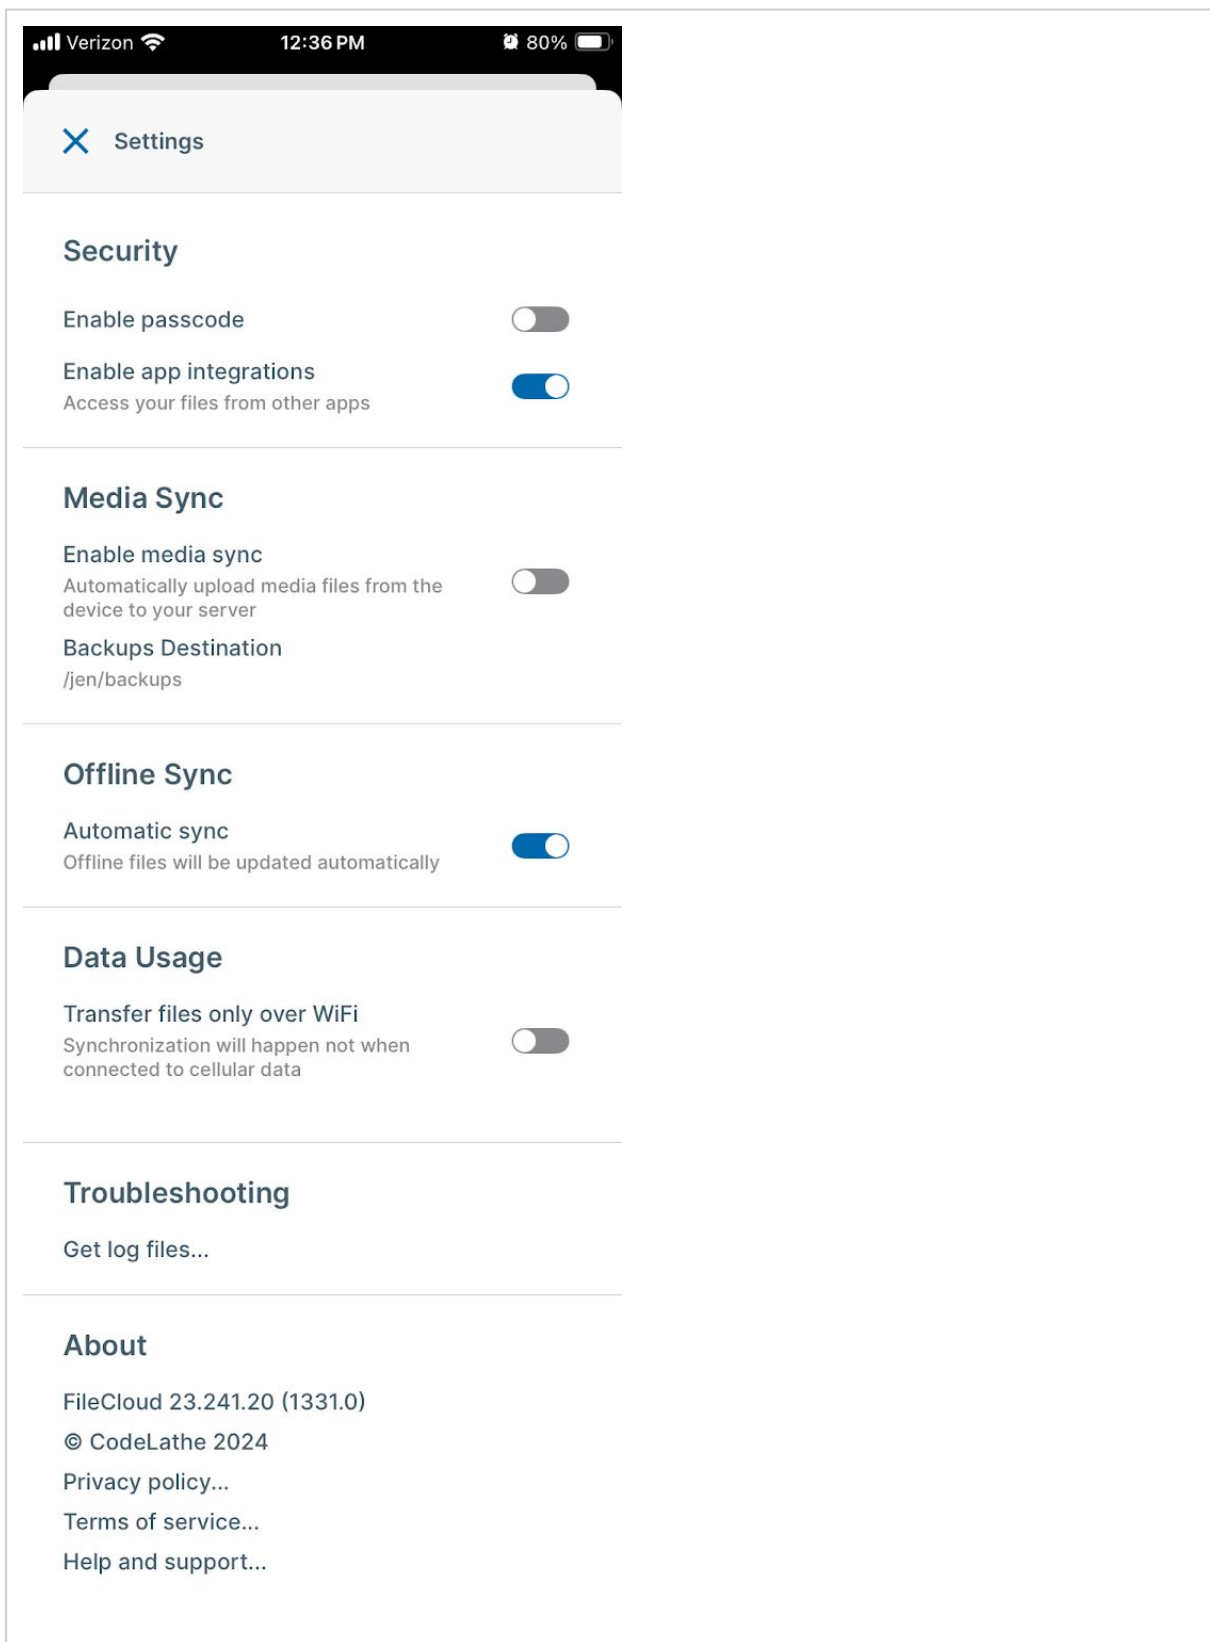 Verizon 12:36 PM 80%
Settings
Security
Enable passcode
Enable app integrations
Access your files from other apps
Media Sync
Enable media sync
Automatically upload media files from the
device to your server
Backups Destination
/jen/backups
Offline Sync
Automatic sync
Offline files will be updated automatically
Data Usage
Transfer files only over WiFi
Synchronization will happen not when
connected to cellular data
Troubleshooting
Get log files...
About
FileCloud 23.241.20 (1331.0)
© CodeLathe 2024
Privacy policy...
Terms of service...
Help and support...